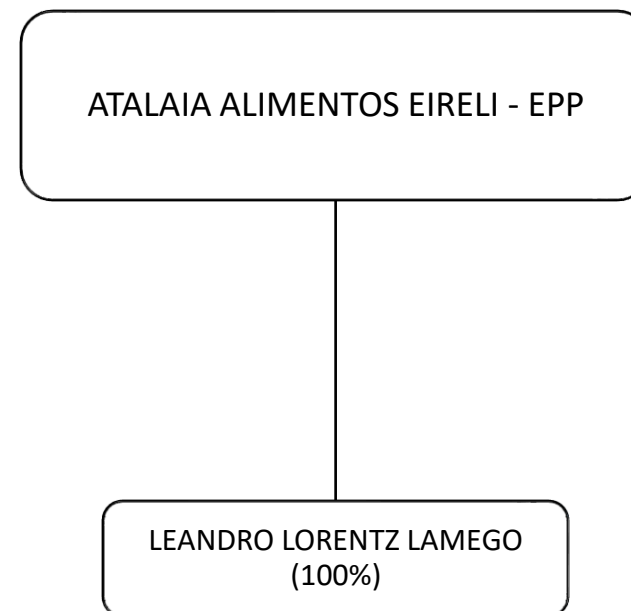 ATALAIA ALIMENTOS EIRELI - EPP
LEANDRO LORENTZ LAMEGO
(100%)